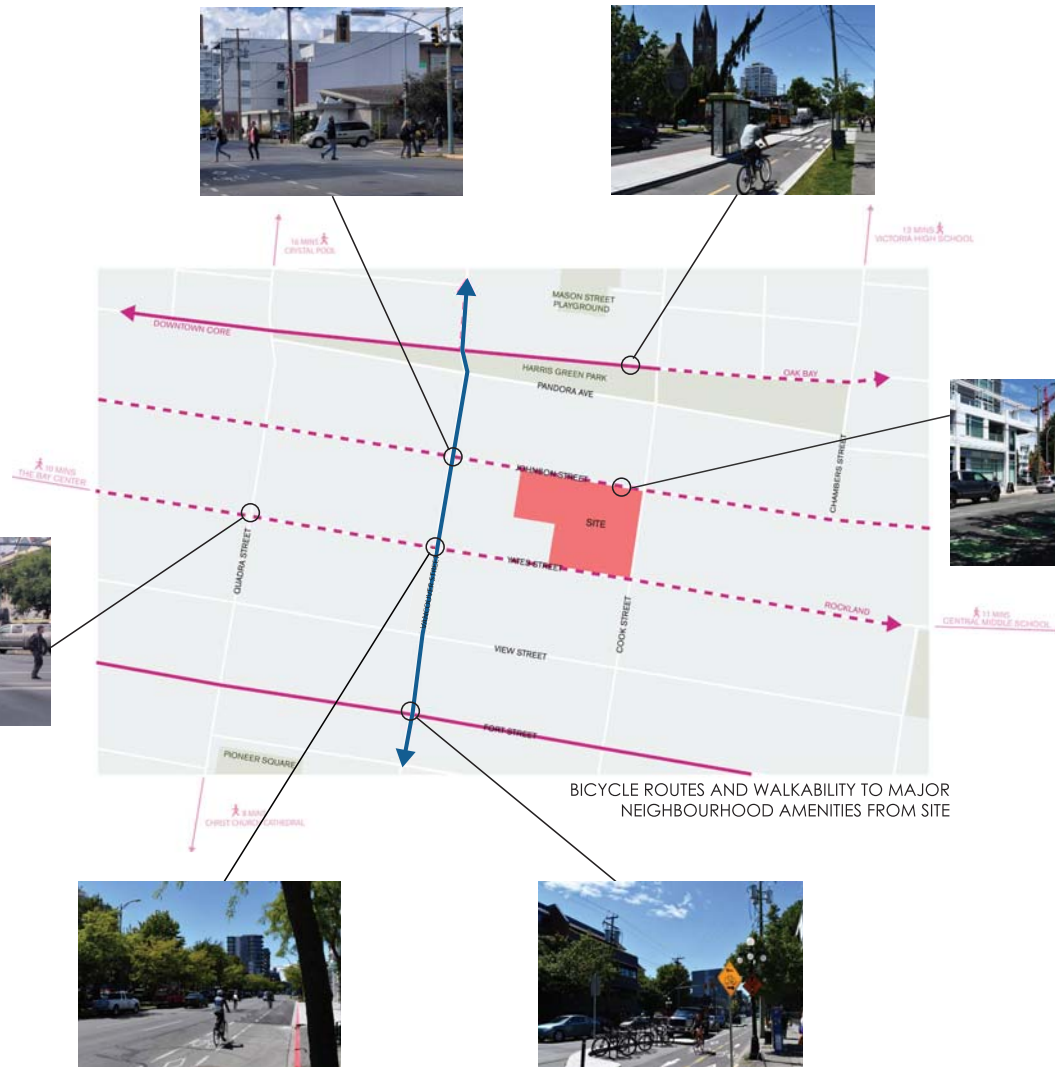 16 MINS
CRYSTAL POOL
13 MINS
VICTORIA HIGH SCHOOL
MASON STREET
PLAYGROUND
DOWNTOWN CORE
HARRIS GREEN PARK
OAK BAY
PANDORA AVE
CHAMBERS STREET
JOHNSON STREET
10 MINS
THE BAY CENTER
SITE
QUADRA STREET
YATES STREET
VANCOUVER STREET
ROCKLAND
COOK STREET
11 MINS
CENTRAL MIDDLE SCHOOL
VIEW STREET
FORT STREET
PIONEER SQUARE
BICYCLE ROUTES AND WALKABILITY TO MAJOR
NEIGHBOURHOOD AMENITIES FROM SITE
8 MINS
CHRIST CHURCH CATHEDRAL